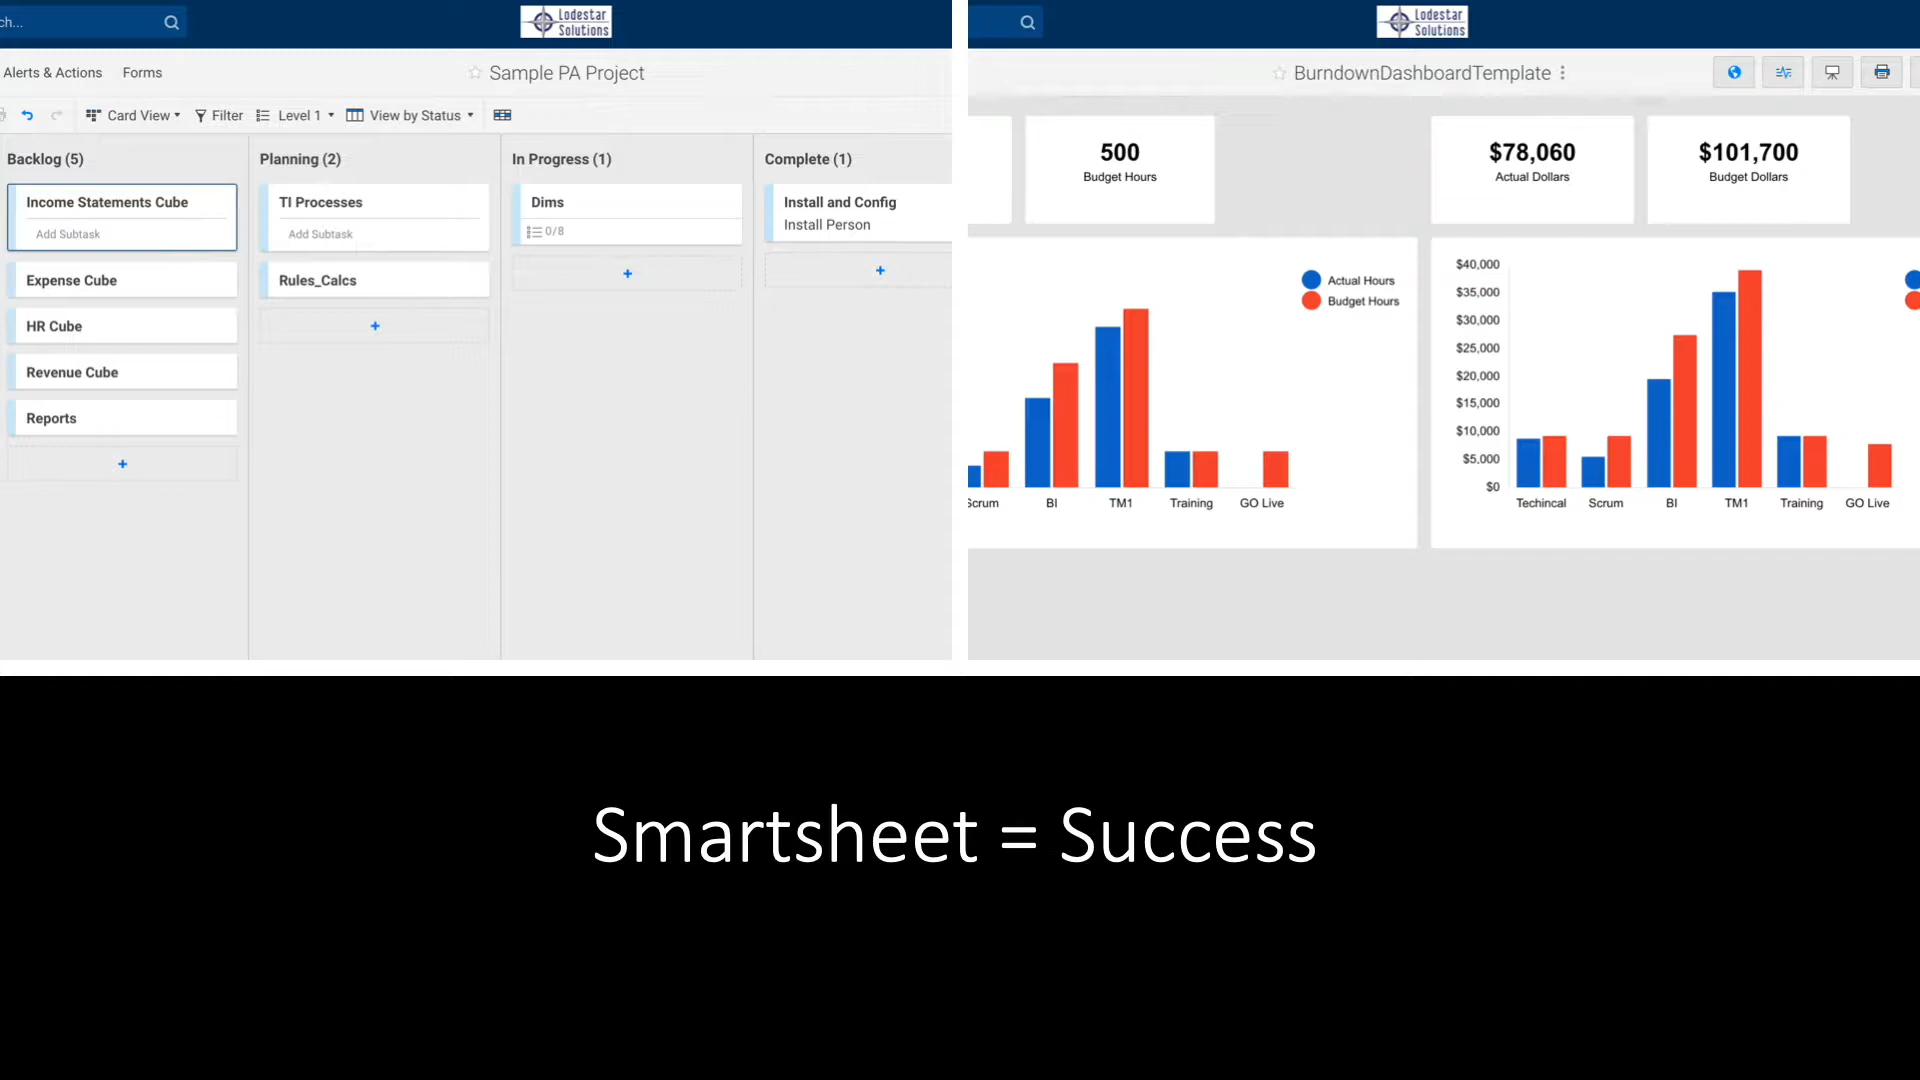 ch...
Lodestar
Solutions
Alerts & Actions Forms
Sample PA Project
Card View Filter Level 1 View by Status
Backlog (5)
Income Statements Cube
Add Subtask
Expense Cube
HR Cube
Revenue Cube
Reports
+
Planning (2)
TI Processes
Add Subtask
Rules_Calcs
+
In Progress (1)
Dims
0/8
+
Complete (1)
Install and Config
Install Person
+
Lodestar
Solutions
BurndownDashboardTemplate
500
Budget Hours
$78,060
Actual Dollars
$101,700
Budget Dollars
Actual Hours
Budget Hours
Scrum BI TM1 Training GO Live
$40,000
$35,000
$30,000
$25,000
$20,000
$15,000
$10,000
$5,000
$0
Techincal Scrum BI TM1 Training GO Live
Smartsheet = Success